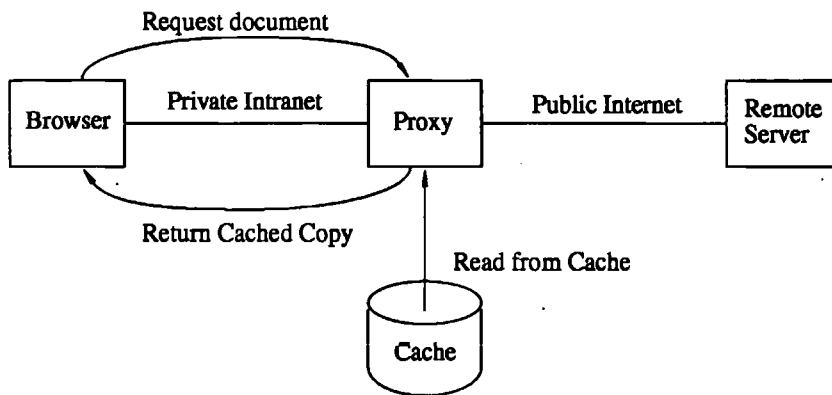 Request document
Private Intranet
Public Internet
Browser
Proxy
Remote
Server
Return Cached Copy
Read from Cache
Cache